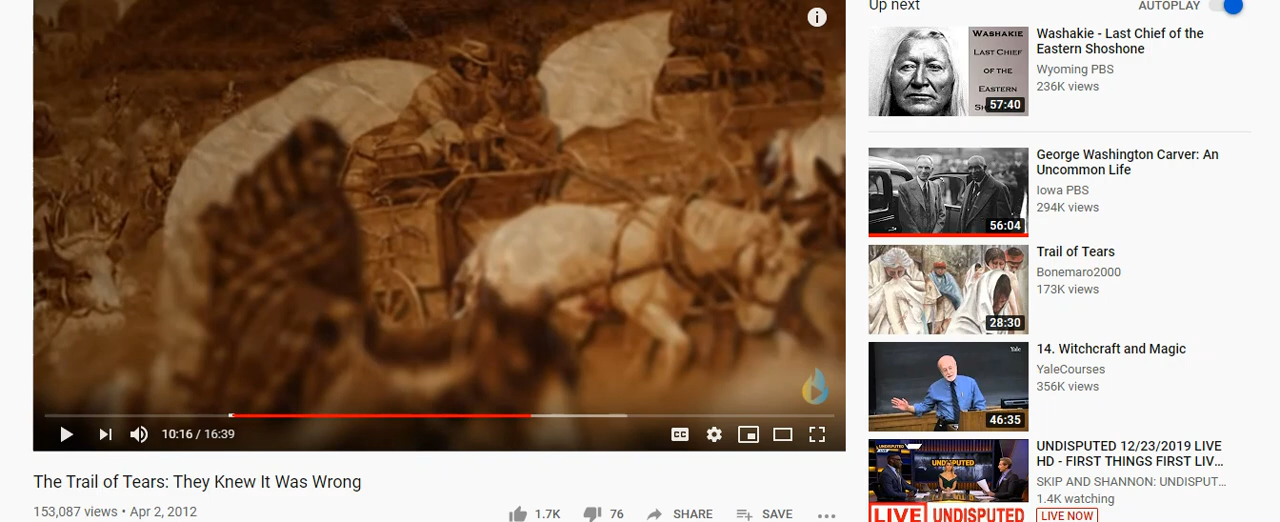 Up next
AUTOPLAY
10:16 / 16:39
CC
The Trail of Tears: They Knew It Was Wrong
153,087 views • Apr 2, 2012
1.7K
76
SHARE
SAVE
WASHAKIE
LAST CHIEF
OF THE
EASTERN
57:40
Washakie - Last Chief of the
Eastern Shoshone
Wyoming PBS
236K views
56:04
George Washington Carver: An
Uncommon Life
Iowa PBS
294K views
28:30
Trail of Tears
Bonemaro2000
173K views
Yale
46:35
14. Witchcraft and Magic
YaleCourses
356K views
UNDISPUTED
LIVE UNDISPUTED
UNDISPUTED 12/23/2019 LIVE
HD - FIRST THINGS FIRST LIV...
SKIP AND SHANNON: UNDISPUT...
1.4K watching
LIVE NOW